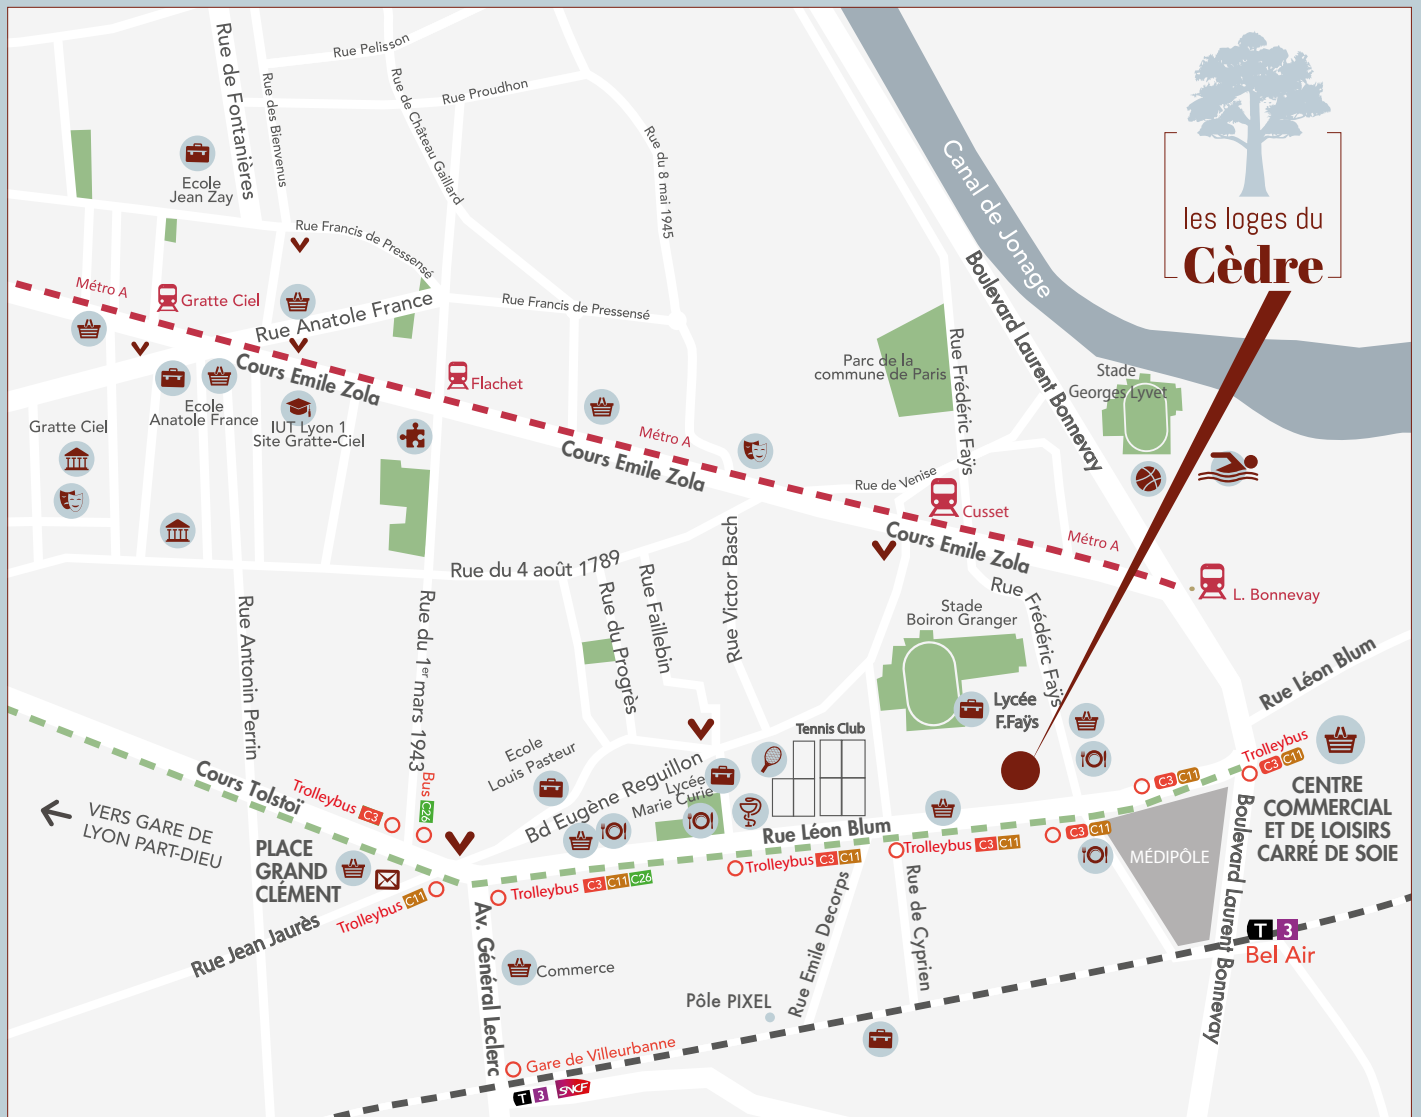 Rue de Fontanières
Rue des Bienvenus
Rue Pelisson
Rue de Château Gaillard
Rue Proudhon
Rue du 8 mai 1945
Ecole
Jean Zay
Rue Francis de Pressensé
Métro A
Gratte Ciel
Rue Anatole France
Rue Francis de Pressensé
Cours Emile Zola
Flachet
Ecole
Anatole France
IUT Lyon 1
Site Gratte-Ciel
Gratte Ciel
Métro A
Cours Emile Zola
Canal de Jonage
Boulevard Laurent Bonnevay
les loges du
Cèdre
Parc de la
commune de Paris
Rue Frédéric Faÿs
Stade
Georges Lyvet
Rue de Venise
Cusset
Cours Emile Zola
Métro A
L. Bonnevay
Rue du 4 août 1789
Rue Antonin Perrin
Rue du 1er mars 1943
Rue du Progrès
Rue Faillebin
Rue Victor Basch
Stade
Boiron Granger
Rue Frédéric Faÿs
Lycée
F.Faÿs
Rue Léon Blum
Tennis Club
Ecole
Louis Pasteur
Bd Eugène Reguillon
Lycée
Marie Curie
Rue Léon Blum
Cours Tolstoï
Trolleybus C3
Bus C26
VERS GARE DE
LYON PART-DIEU
PLACE
GRAND
CLÉMENT
Trolleybus C11
Rue Jean Jaurès
Trolleybus C3 C11 C26
Trolleybus C3 C11
Trolleybus C3 C11
C3 C11
C3 C11
Trolleybus
C3 C11
CENTRE
COMMERCIAL
ET DE LOISIRS
CARRÉ DE SOIE
MÉDIPÔLE
Boulevard Laurent Bonnevay
T 3
Bel Air
Av. Général Leclerc
Commerce
Pôle PIXEL
Rue Emile Decorps
Rue de Cyprien
Gare de Villeurbanne
T 3 SNCF